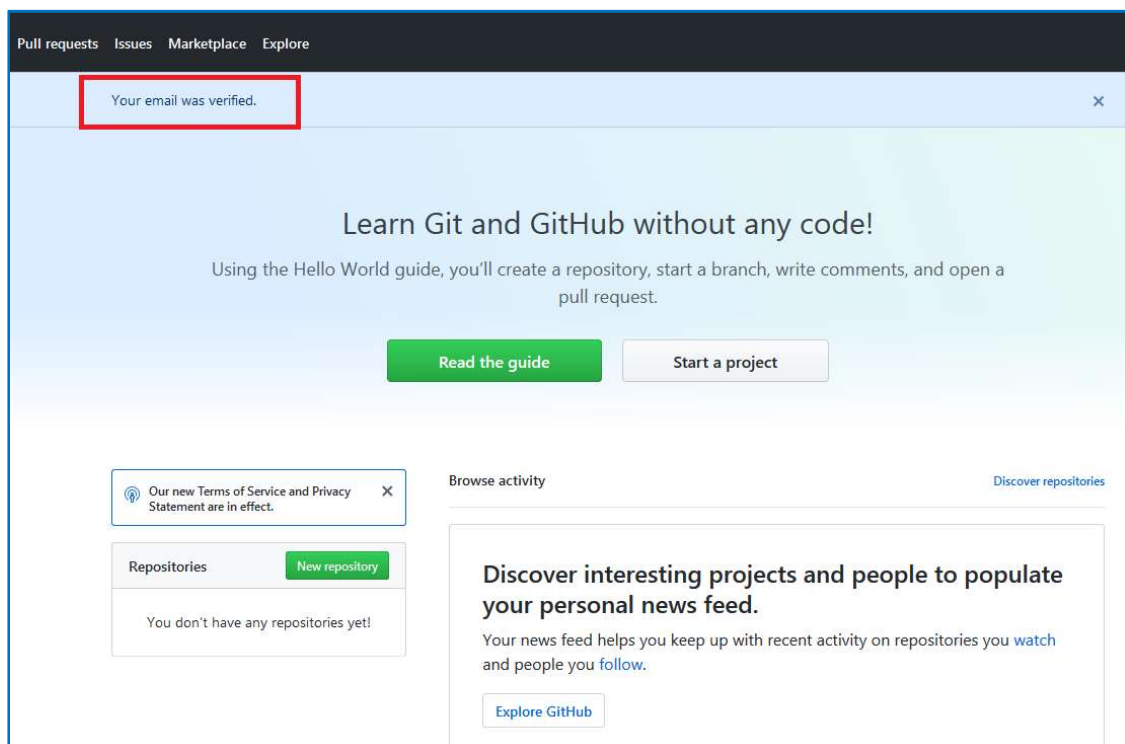 Pull requests Issues Marketplace Explore
Your email was verified.
Learn Git and GitHub without any code!
Using the Hello World guide, you'll create a repository, start a branch, write comments, and open a
pull request.
Read the guide Start a project
Our new Terms of Service and Privacy
Statement are in effect.
Repositories New repository
You don't have any repositories yet!
Browse activity Discover repositories
Discover interesting projects and people to populate
your personal news feed.
Your news feed helps you keep up with recent activity on repositories you watch
and people you follow.
Explore GitHub